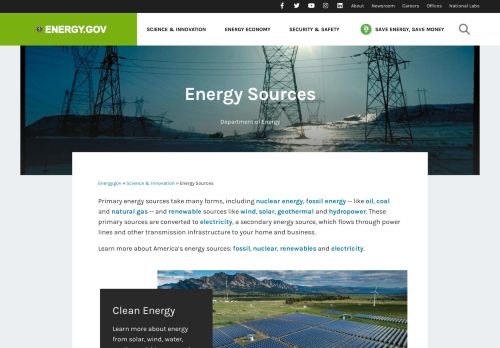 About Newsroom Careers Offices National Labs
ENERGY.GOV SCIENCE & INNOVATION ENERGY ECONOMY SECURITY & SAFETY SAVE ENERGY, SAVE MONEY
Energy Sources
Department of Energy
Energy.gov » Science & Innovation » Energy Sources
Primary energy sources take many forms, including nuclear energy, fossil energy -- like oil, coal
and natural gas -- and renewable sources like wind, solar, geothermal and hydropower. These
primary sources are converted to electricity, a secondary energy source, which flows through power
lines and other transmission infrastructure to your home and business.
Learn more about America's energy sources: fossil, nuclear, renewables and electricity.
Clean Energy
Learn more about energy
from solar, wind, water,